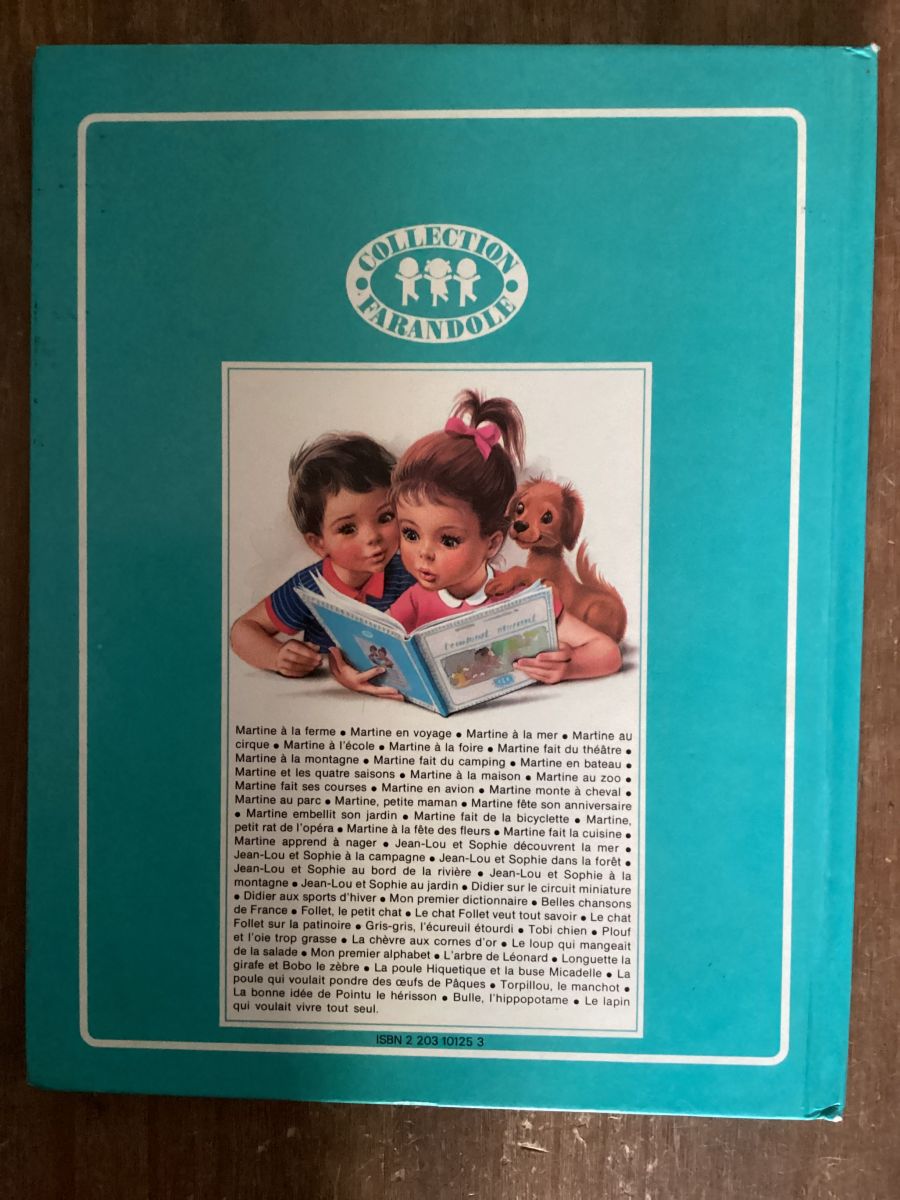 COLLECTION
FARANDOLE
Martine à la ferme • Martine en voyage • Martine à la mer • Martine au
cirque • Martine à l'école • Martine à la foire • Martine fait du théâtre •
Martine à la montagne • Martine fait du camping • Martine en bateau •
Martine et les quatre saisons • Martine à la maison • Martine au zoo •
Martine fait ses courses • Martine en avion • Martine monte à cheval •
Martine au parc • Martine, petite maman • Martine fête son anniversaire
• Martine embellit son jardin • Martine fait de la bicyclette • Martine,
petit rat de l'opéra • Martine à la fête des fleurs • Martine fait la cuisine •
Martine apprend à nager • Jean-Lou et Sophie découvrent la mer •
Jean-Lou et Sophie à la campagne • Jean-Lou et Sophie dans la forêt •
Jean-Lou et Sophie au bord de la rivière • Jean-Lou et Sophie à la
montagne • Jean-Lou et Sophie au jardin • Didier sur le circuit miniature
• Didier aux sports d'hiver • Mon premier dictionnaire • Belles chansons
de France • Follet, le petit chat • Le chat Follet veut tout savoir • Le chat
Follet sur la patinoire • Gris-gris, l'écureuil étourdi • Tobi chien • Plouf
et l'oie trop grasse • La chèvre aux cornes d'or • Le loup qui mangeait
de la salade • Mon premier alphabet • L'arbre de Léonard • Longuette la
girafe et Bobo le zèbre • La poule Hiquetique et la buse Micadelle • La
poule qui voulait pondre des œufs de Pâques • Torpillou, le manchot •
La bonne idée de Pointu le hérisson • Bulle, l'hippopotame • Le lapin
qui voulait vivre tout seul.
ISBN 2 203 10125 3